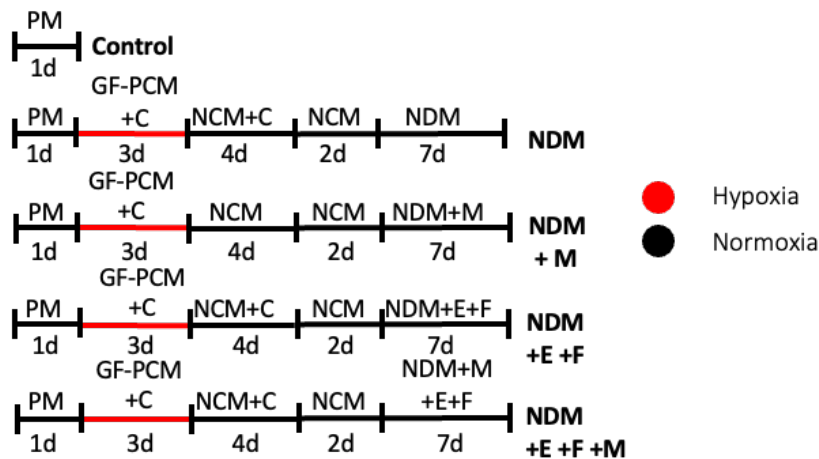 PM
Control
1d
GF-PCM
PM +C NCM+C NCM NDM
NDM
1d 3d 4d 2d 7d
GF-PCM
PM +C NCM NCM NDM+M
NDM
+ M
1d 3d 4d 2d 7d
GF-PCM
PM +C NCM+C NCM NDM+E+F
NDM
+E +F
1d 3d 4d 2d 7d
GF-PCM NDM+M
PM +C NCM+C NCM +E+F
NDM
+E +F +M
1d 3d 4d 2d 7d
Hypoxia
Normoxia